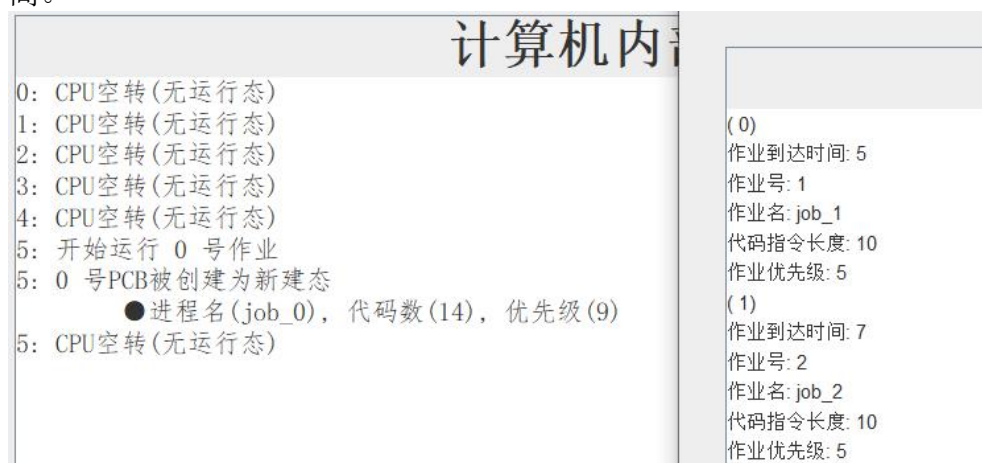 间。
计算机内
0: CPU空转(无运行态)
1: CPU空转(无运行态)
2: CPU空转(无运行态)
3: CPU空转(无运行态)
4: CPU空转(无运行态)
5: 开始运行 0 号作业
5: 0 号PCB被创建为新建态
●进程名(job_0), 代码数(14), 优先级(9)
5: CPU空转(无运行态)
( 0)
作业到达时间: 5
作业号: 1
作业名: job_1
代码指令长度: 10
作业优先级: 5
( 1)
作业到达时间: 7
作业号: 2
作业名: job_2
代码指令长度: 10
作业优先级: 5